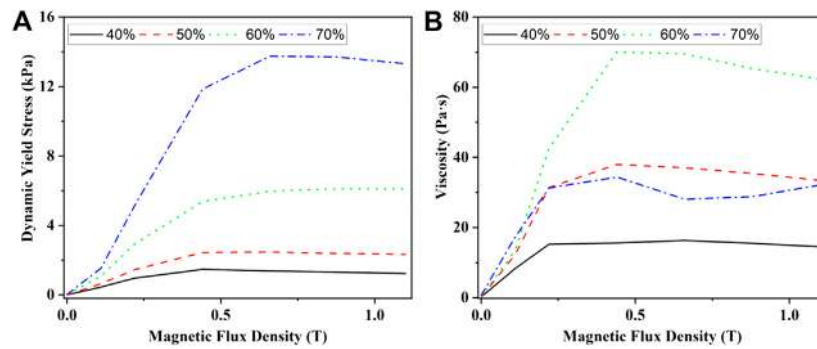 A
40% 50% 60% 70%
16
12
8
4
0
Dynamic Yield Stress (kPa)
0.0 0.5 1.0
Magnetic Flux Density (T)
B
40% 50% 60% 70%
80
60
40
20
0
Viscosity (Pa·s)
0.0 0.5 1.0
Magnetic Flux Density (T)